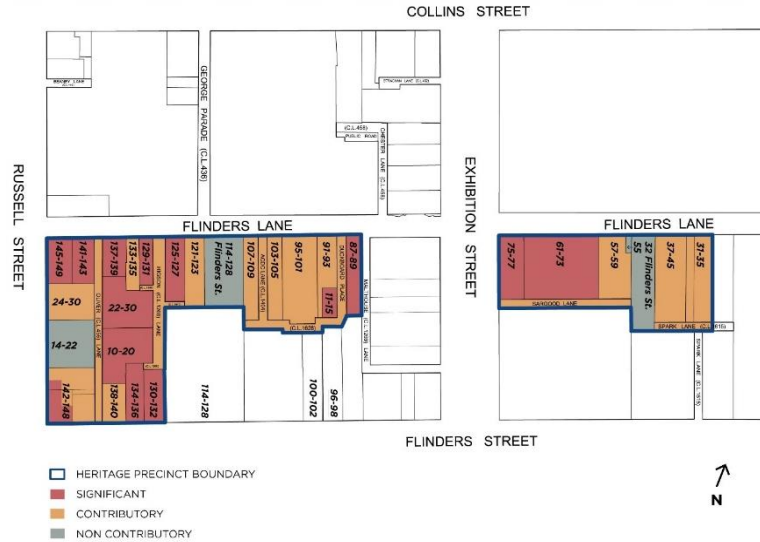 COLLINS STREET
GEORGE PARADE (C.L.436)
(C.L.458)
PUBLIC ROAD
CHESTER LANE (C.L.458)
RUSSELL STREET
EXHIBITION STREET
FLINDERS LANE
FLINDERS LANE
145-149
141-143
137-139
133-135
129-131
125-127
121-123
114-128
Flinders St.
107-109
103-105
95-101
91-93
DUCKBOARD PLACE
87-89
75-77
61-73
57-59
55
32 Flinders St.
37-45
31-35
24-30
22-30
11-15
SARGOOD LANE
14-22
10-20
142-148
138-140
134-136
130-132
114-128
100-102
96-98
FLINDERS STREET
HERITAGE PRECINCT BOUNDARY
SIGNIFICANT
CONTRIBUTORY
NON CONTRIBUTORY
N